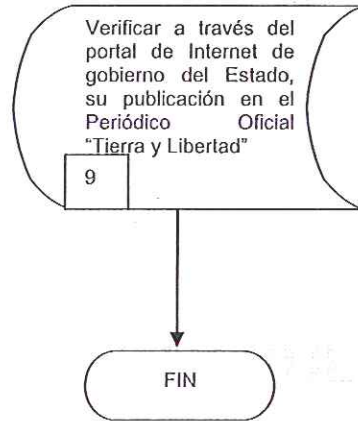 Verificar a través del
portal de Internet de
gobierno del Estado,
su publicación en el
Periódico Oficial
"Tierra y Libertad"
9
FIN